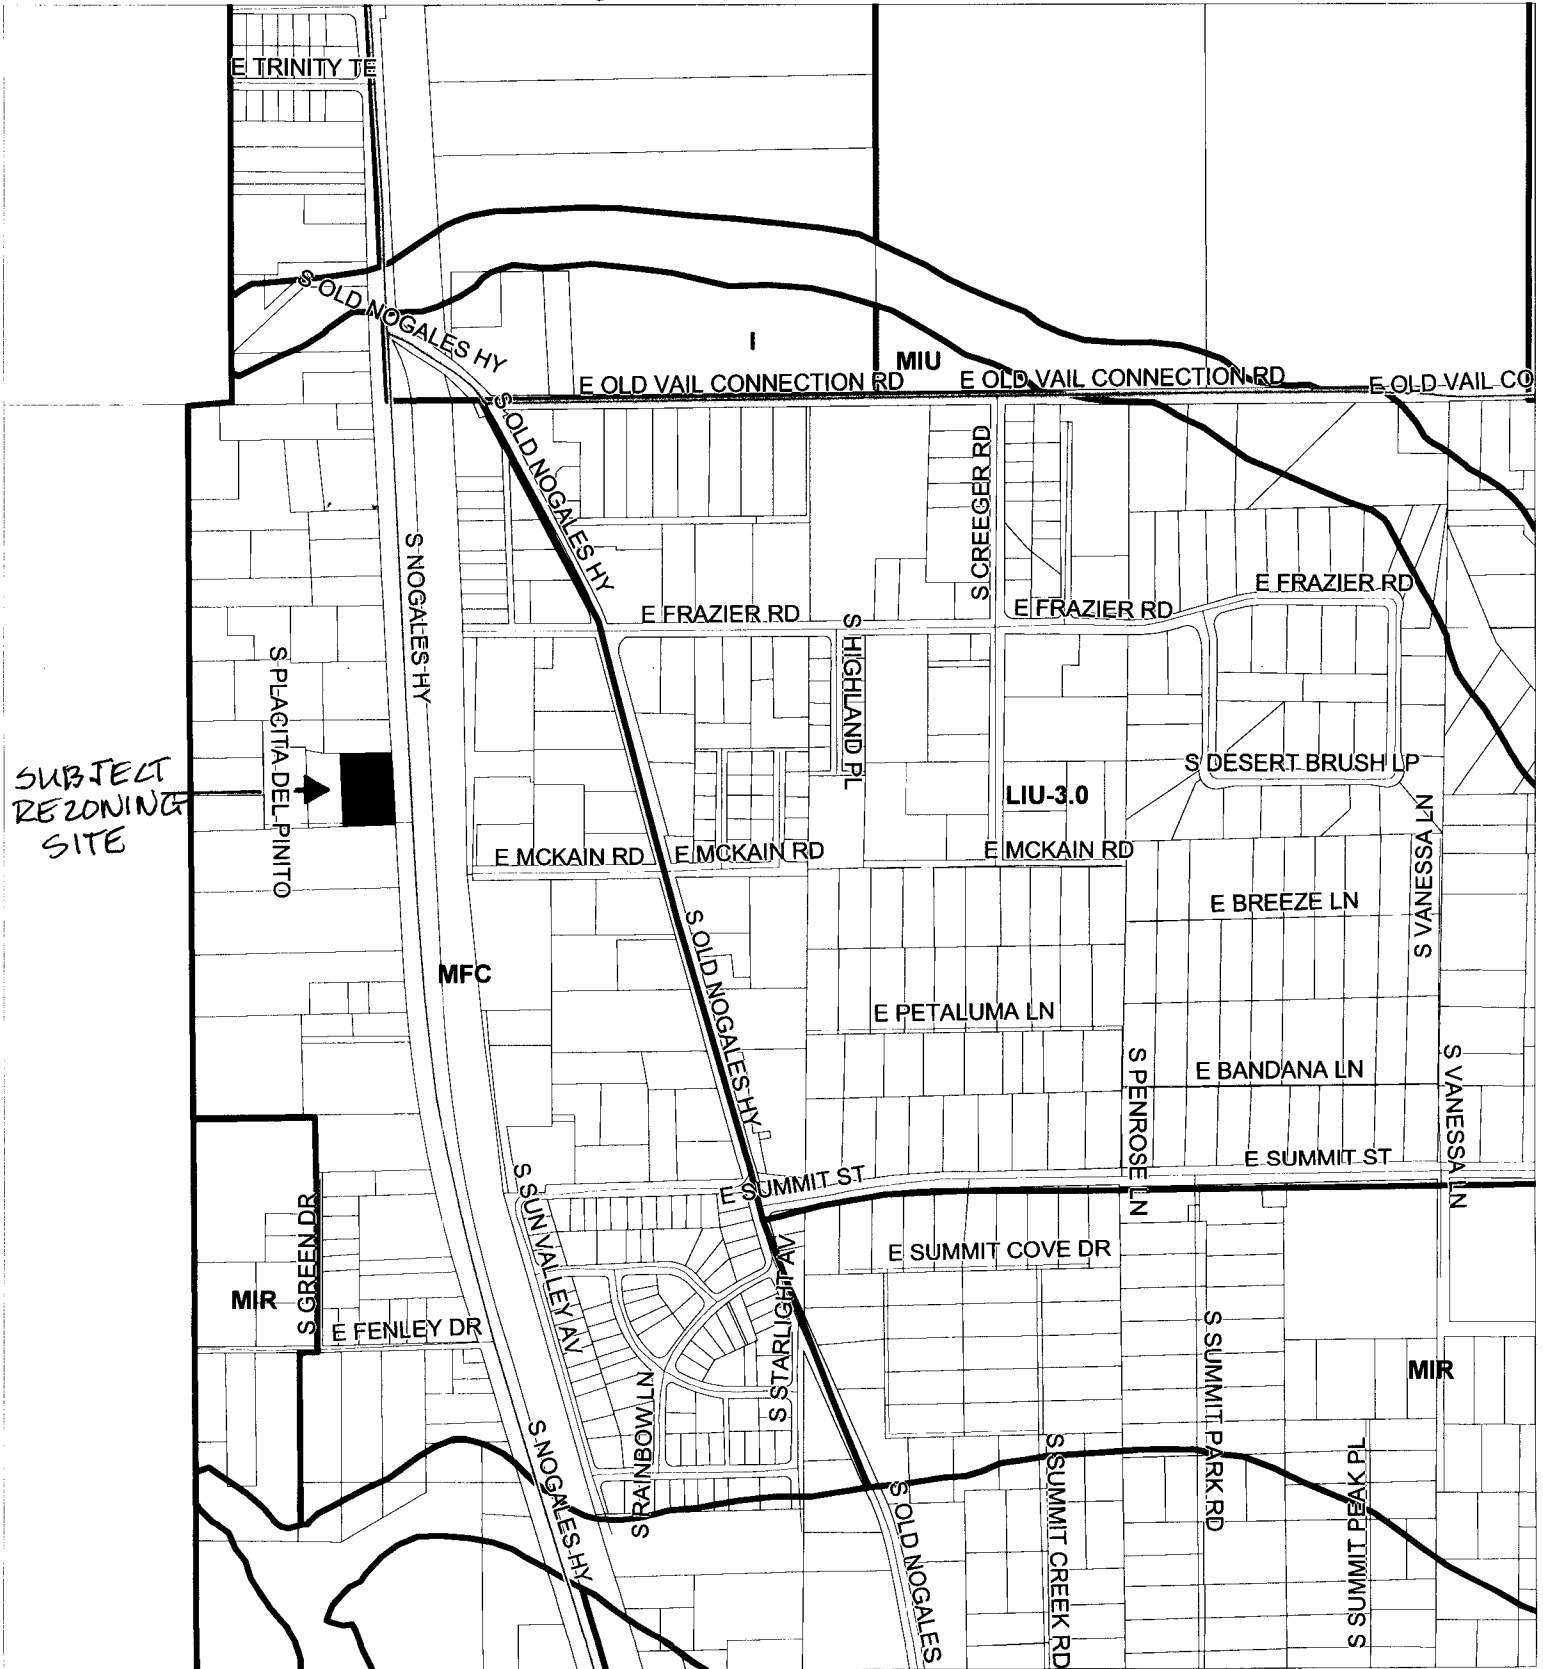 E TRINITY TE
S OLD NOGALES HY
I
MIU
E OLD VAIL CONNECTION RD
E OLD VAIL CONNECTION RD
E OLD VAIL CO
S OLD NOGALES HY
S CREEGER RD
S NOGALES HY
E FRAZIER RD
E FRAZIER RD
E FRAZIER RD
S HIGHLAND PL
S PLACITA DEL PINITO
SUBJECT
REZONING
SITE
S DESERT BRUSH LP
LIU-3.0
S VANESSA LN
E MCKAIN RD
E MCKAIN RD
E MCKAIN RD
E BREEZE LN
S OLD NOGALES HY
MFC
E PETALUMA LN
S PENROSE LN
E BANDANA LN
S VANESSA LN
E SUMMIT ST
E SUMMIT ST
S SUN VALLEY AV
S GREEN DR
E SUMMIT COVE DR
S STARLIGHT AV
MIR
E FENLEY DR
S SUMMIT PARK RD
MIR
S RAINBOW LN
S NOGALES HY
S SUMMIT CREEK RD
S SUMMIT PEAK PL
S OLD NOGALES